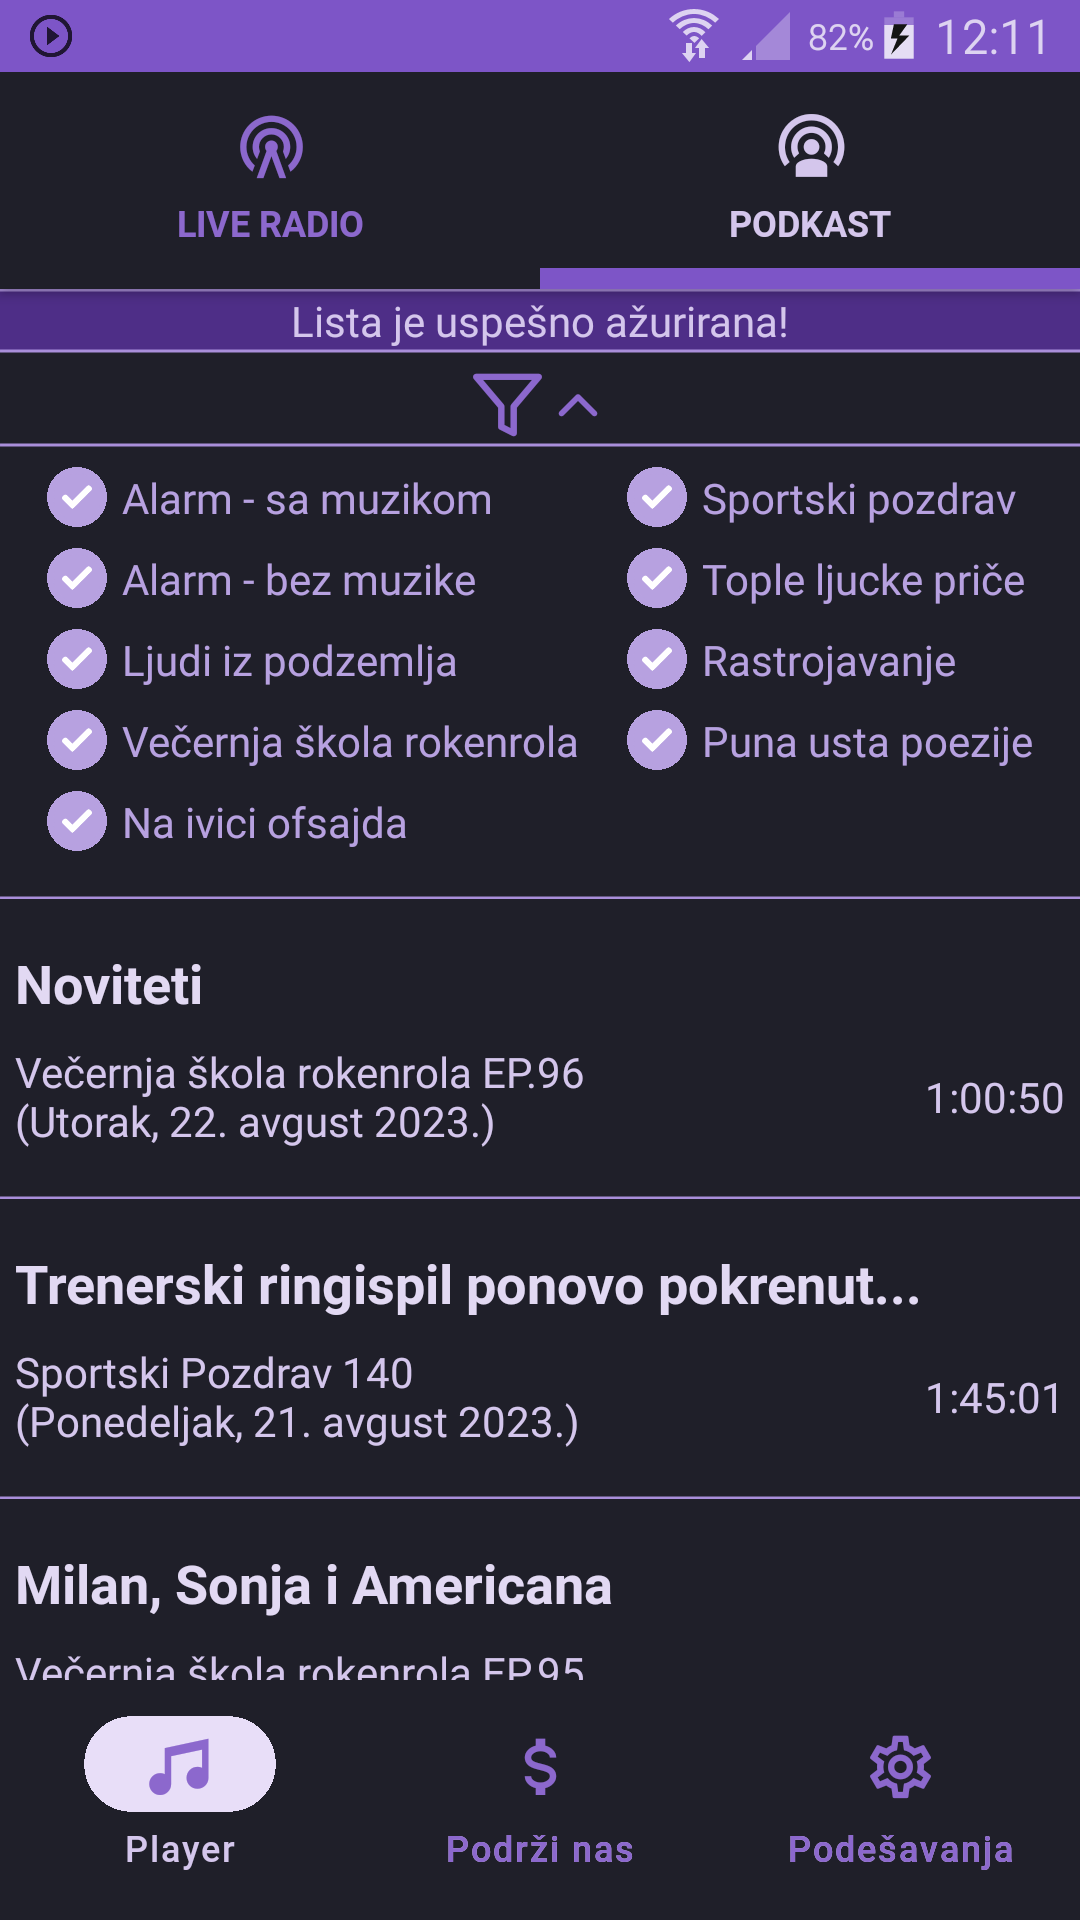 82% 12:11
LIVE RADIO PODKAST
Lista je uspešno ažurirana!
Alarm - sa muzikom Sportski pozdrav
Alarm - bez muzike Tople ljucke priče
Ljudi iz podzemlja Rastrojavanje
Večernja škola rokenrola Puna usta poezije
Na ivici ofsajda
Noviteti
Večernja škola rokenrola EP.96
(Utorak, 22. avgust 2023.) 1:00:50
Trenerski ringispil ponovo pokrenut...
Sportski Pozdrav 140
(Ponedeljak, 21. avgust 2023.) 1:45:01
Milan, Sonja i Americana
Večernja škola rokenrola EP.95
Player Podrži nas Podešavanja